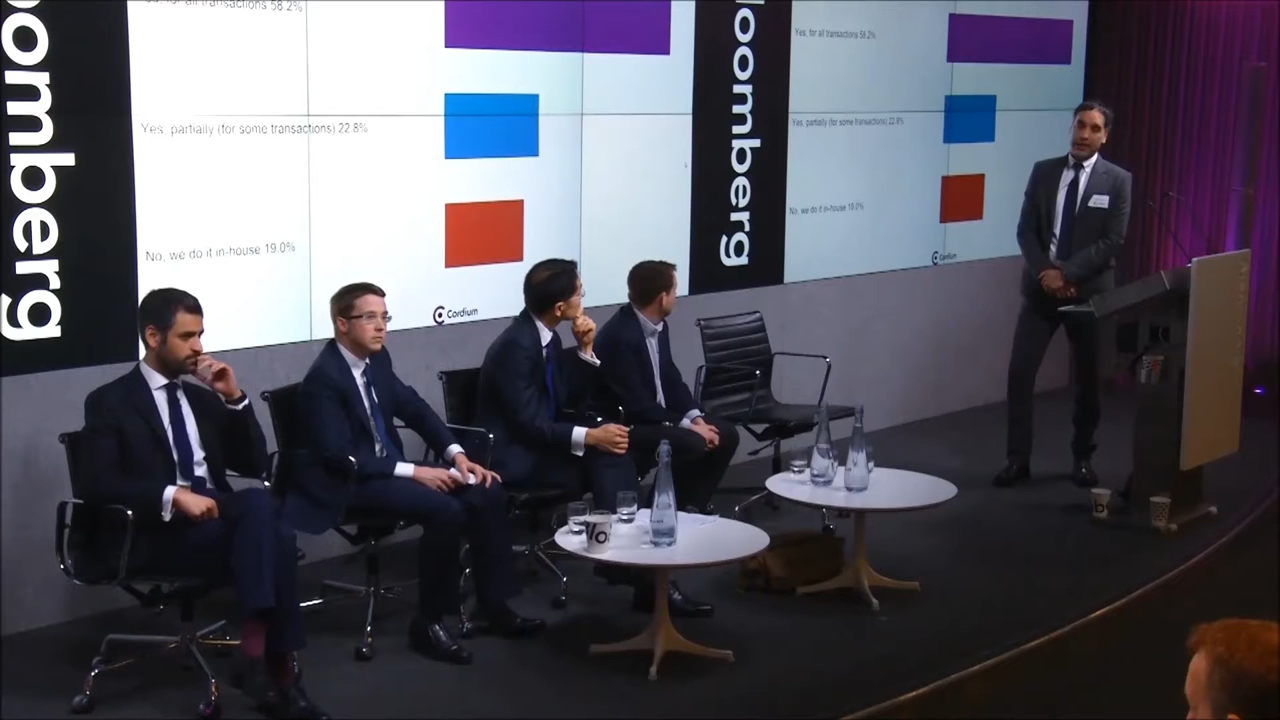 oomberg
for all transactions 58.2%
Yes, partially (for some transactions) 22.8%
No, we do it in-house 19.0%
Cordium
loomberg
Yes, for all transactions 58.2%
Yes, partially (for some transactions) 22.8%
No, we do it in-house 19.0%
Cordium
lo
b